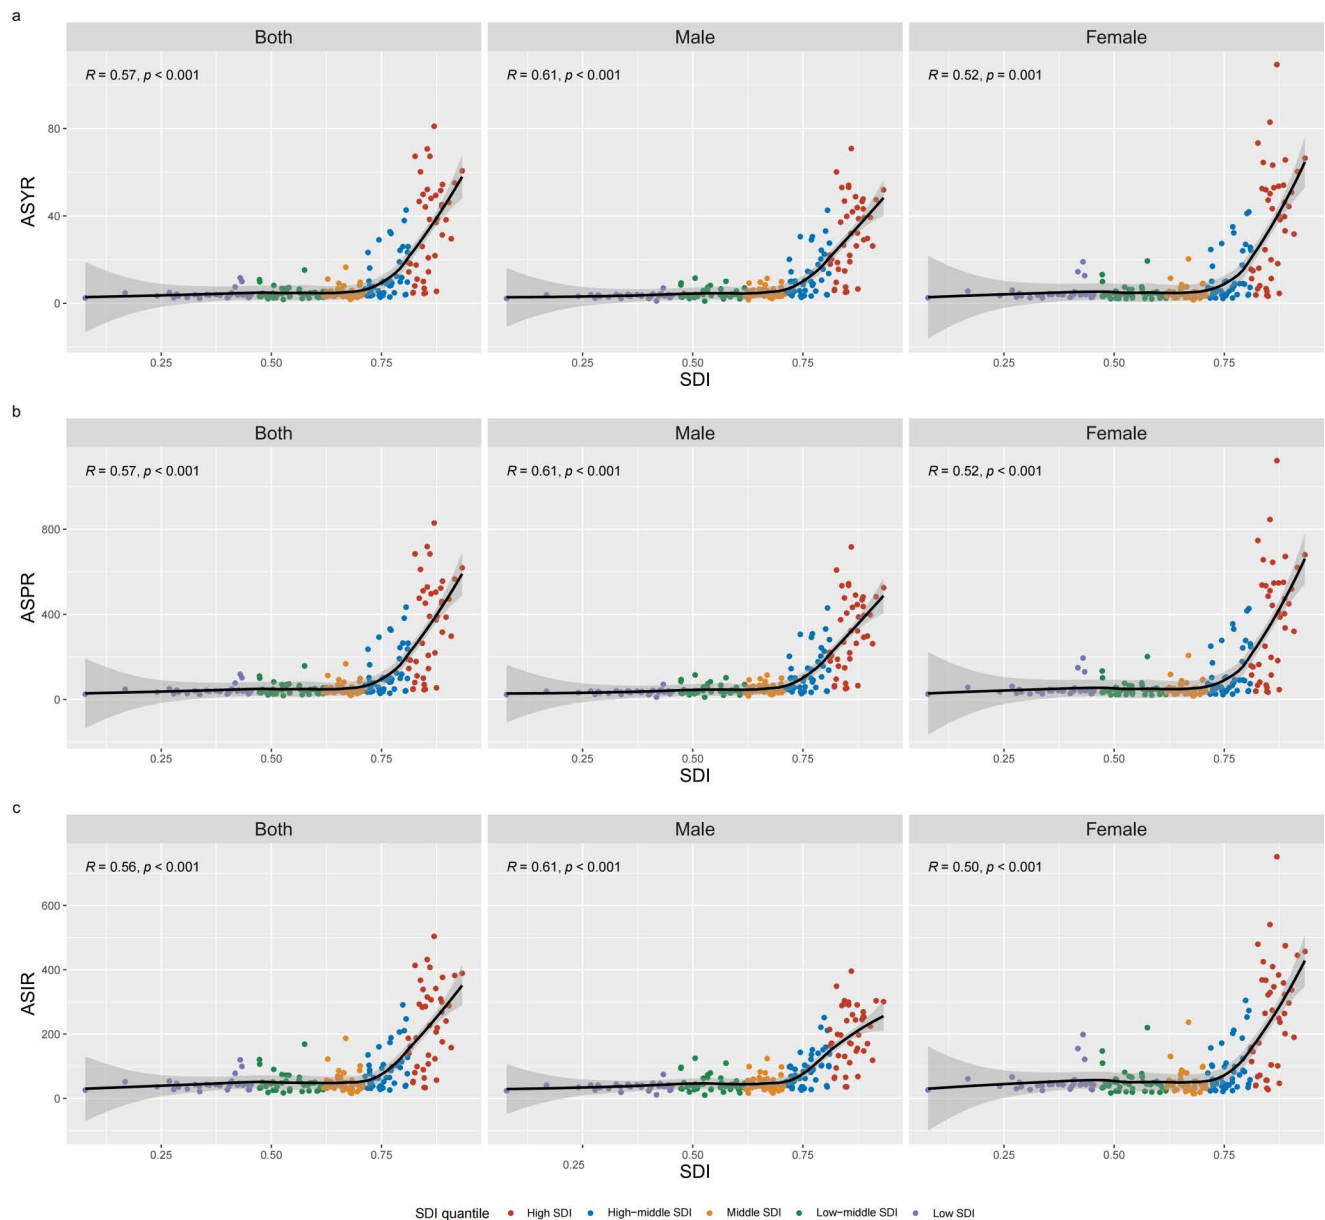 a
Both Male Female
R = 0.57, p < 0.001 R = 0.61, p < 0.001 R = 0.52, p = 0.001
80
40
0
ASYR
0.25 0.50 0.75 0.25 0.50 0.75 0.25 0.50 0.75
SDI SDI SDI
b
Both Male Female
R = 0.57, p < 0.001 R = 0.61, p < 0.001 R = 0.52, p < 0.001
800
400
0
ASPR
0.25 0.50 0.75 0.25 0.50 0.75 0.25 0.50 0.75
SDI SDI SDI
c
Both Male Female
R = 0.56, p < 0.001 R = 0.61, p < 0.001 R = 0.50, p < 0.001
600
400
200
0
ASIR
0.25 0.50 0.75 0.25 0.50 0.75 0.25 0.50 0.75
SDI SDI SDI
SDI quantile High SDI High−middle SDI Middle SDI Low−middle SDI Low SDI